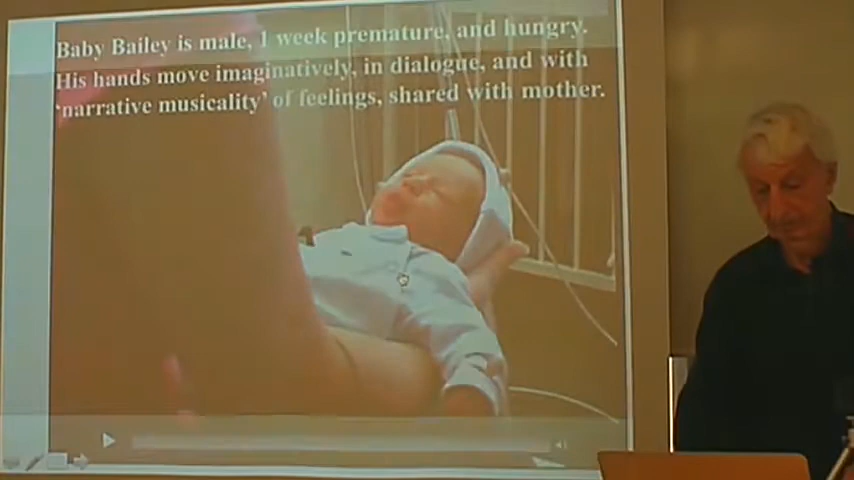 Baby Bailey is male, 1 week premature, and hungry.
His hands move imaginatively, in dialogue, and with
‘narrative musicality’ of feelings, shared with mother.